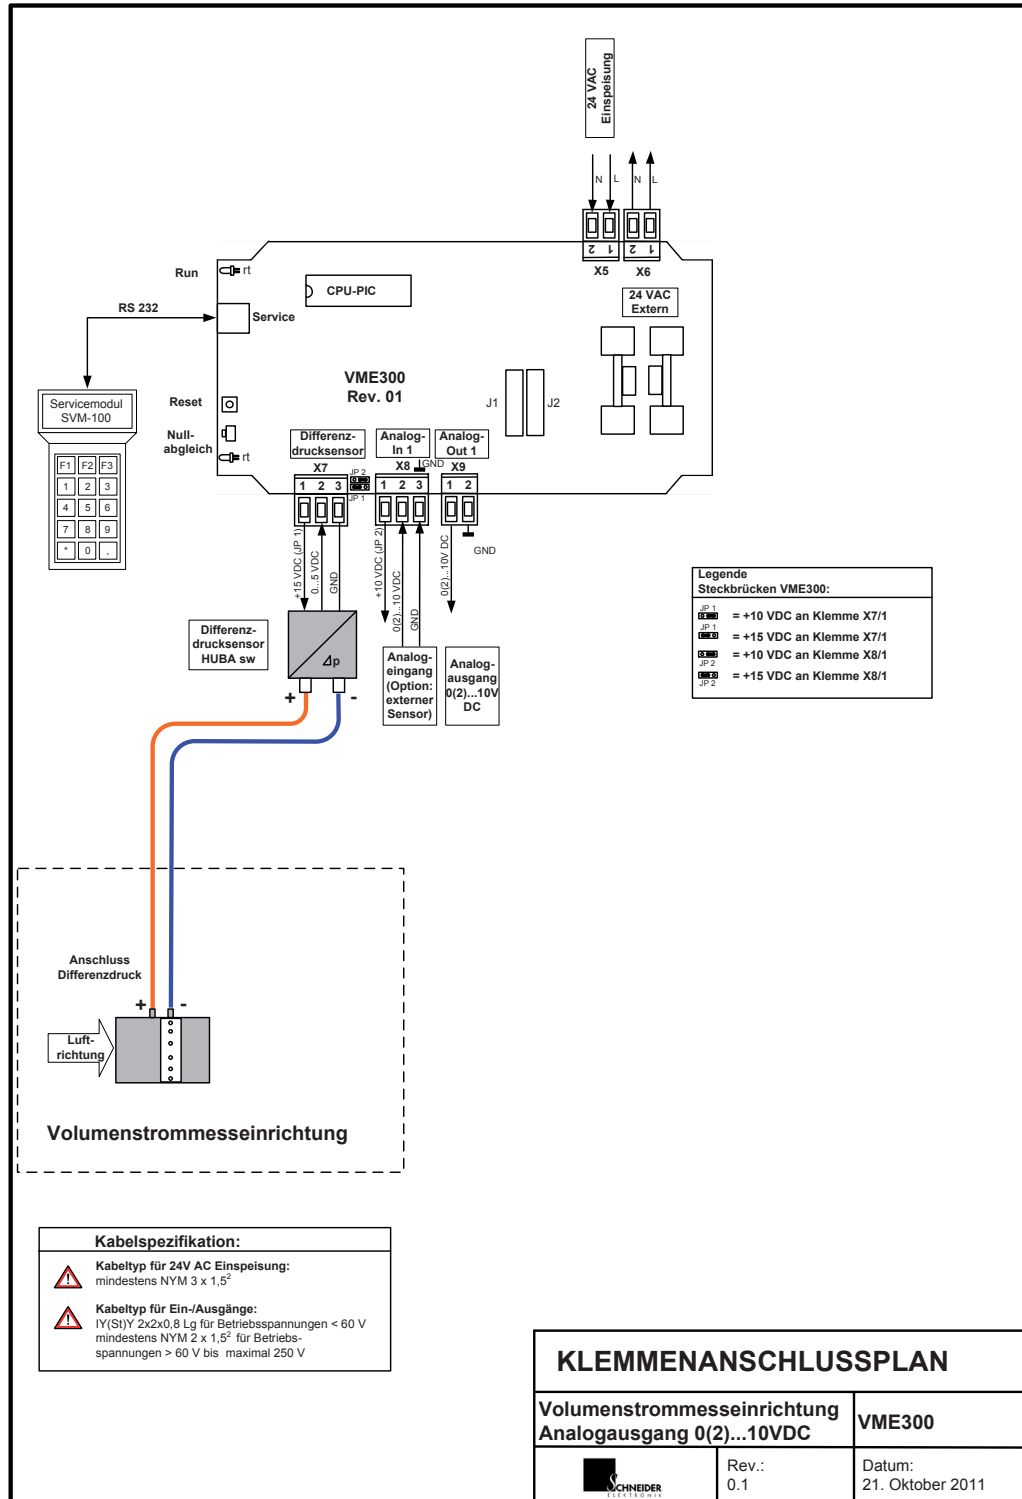 24 VAC
Einspeisung
N
L
N
L
2
1
2
1
X5
X6
24 VAC
Extern
Run
rt
CPU-PIC
RS 232
Service
VME300
Rev. 01
J1
J2
Servicemodul
SVM-100
F1 F2 F3
1 2 3
4 5 6
7 8 9
* 0 ,
Reset
Null-
abgleich
rt
Differenz-
drucksensor
X7
1 2 3
JP 2
JP 1
Analog-
In 1
X8
GND
1 2 3
Analog-
Out 1
X9
1 2
+15 VDC (JP 1)
0...5 VDC
GND
+10 VDC (JP 2)
0(2)...10 VDC
GND
0(2)...10V DC
GND
Differenz-
drucksensor
HUBA sw
Δp
+
-
Analog-
eingang
(Option:
externer
Sensor)
Analog-
ausgang
0(2)...10V
DC
Legende
Steckbrücken VME300:
JP 1
= +10 VDC an Klemme X7/1
JP 1
= +15 VDC an Klemme X7/1
= +10 VDC an Klemme X8/1
JP 2
= +15 VDC an Klemme X8/1
JP 2
Anschluss
Differenzdruck
+
-
Luft-
richtung
Volumenstrommesseinrichtung
Kabelspezifikation:
Kabeltyp für 24V AC Einspeisung:
mindestens NYM 3 x 1,5²
Kabeltyp für Ein-/Ausgänge:
IY(St)Y 2x2x0,8 Lg für Betriebsspannungen < 60 V
mindestens NYM 2 x 1,5² für Betriebs-
spannungen > 60 V bis maximal 250 V
KLEMMENANSCHLUSSPLAN
Volumenstrommesseinrichtung
Analogausgang 0(2)...10VDC
VME300
SCHNEIDER
ELEKTRONIK
Rev.:
0.1
Datum:
21. Oktober 2011